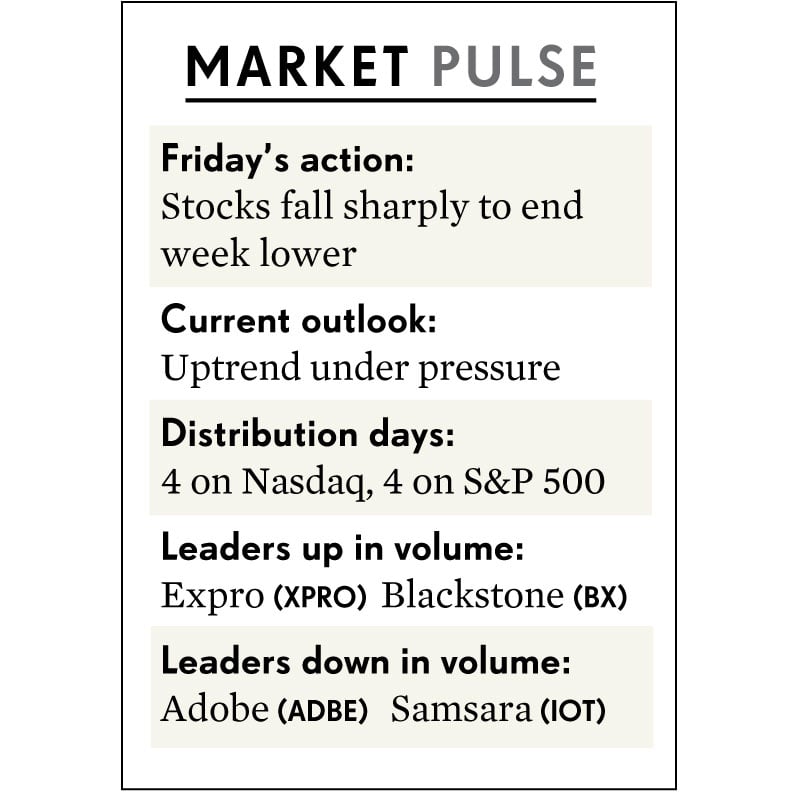 MARKET PULSE
Friday’s action:
Stocks fall sharply to end
week lower
Current outlook:
Uptrend under pressure
Distribution days:
4 on Nasdaq, 4 on S&P 500
Leaders up in volume:
Expro (XPRO) Blackstone (BX)
Leaders down in volume:
Adobe (ADBE) Samsara (IOT)